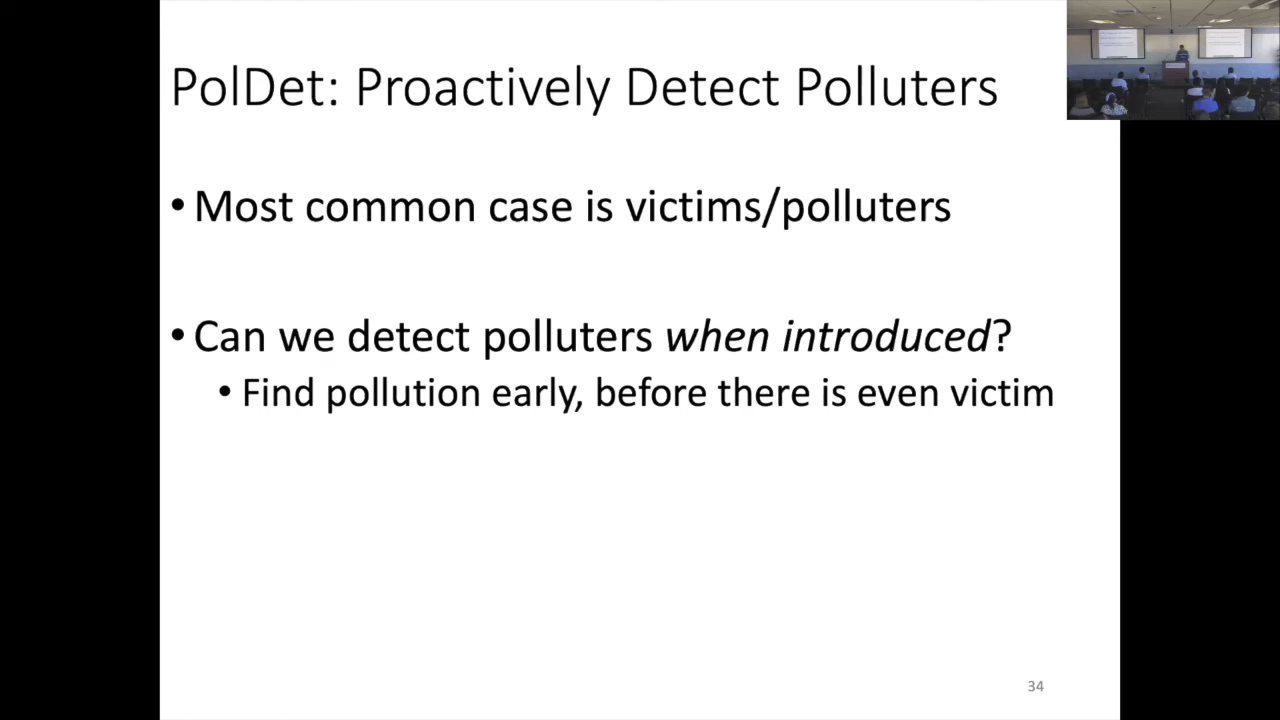 PolDet: Proactively Detect Polluters
• Most common case is victims/polluters
• Can we detect polluters when introduced?
• Find pollution early, before there is even victim
34